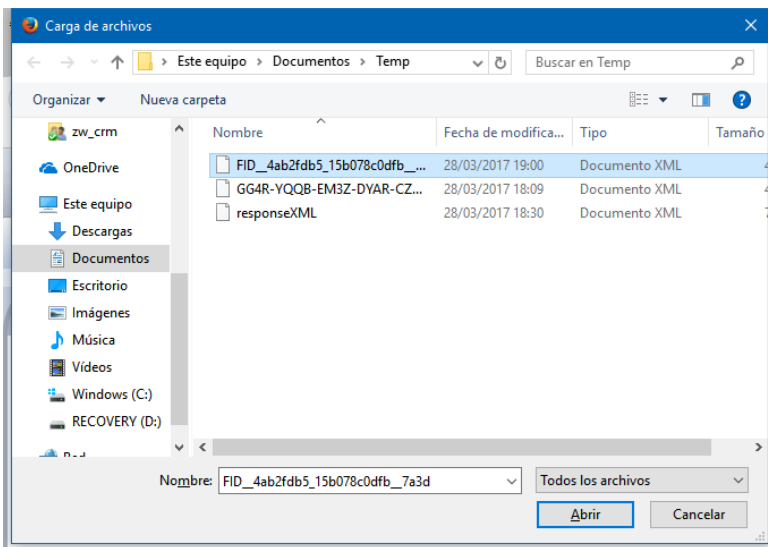 Carga de archivos
Este equipo > Documentos > Temp
Buscar en Temp
Organizar
Nueva carpeta
Nombre
Fecha de modifica...
Tipo
Tamaño
zw_crm
OneDrive
Este equipo
Descargas
Documentos
Escritorio
Imágenes
Música
Vídeos
Windows (C:)
RECOVERY (D:)
FID__4ab2fdb5_15b078c0dfb__... 28/03/2017 19:00 Documento XML
GG4R-YQQB-EM3Z-DYAR-CZ... 28/03/2017 18:09 Documento XML
responseXML 28/03/2017 18:30 Documento XML
Nombre: FID__4ab2fdb5_15b078c0dfb__7a3d
Todos los archivos
Abrir
Cancelar